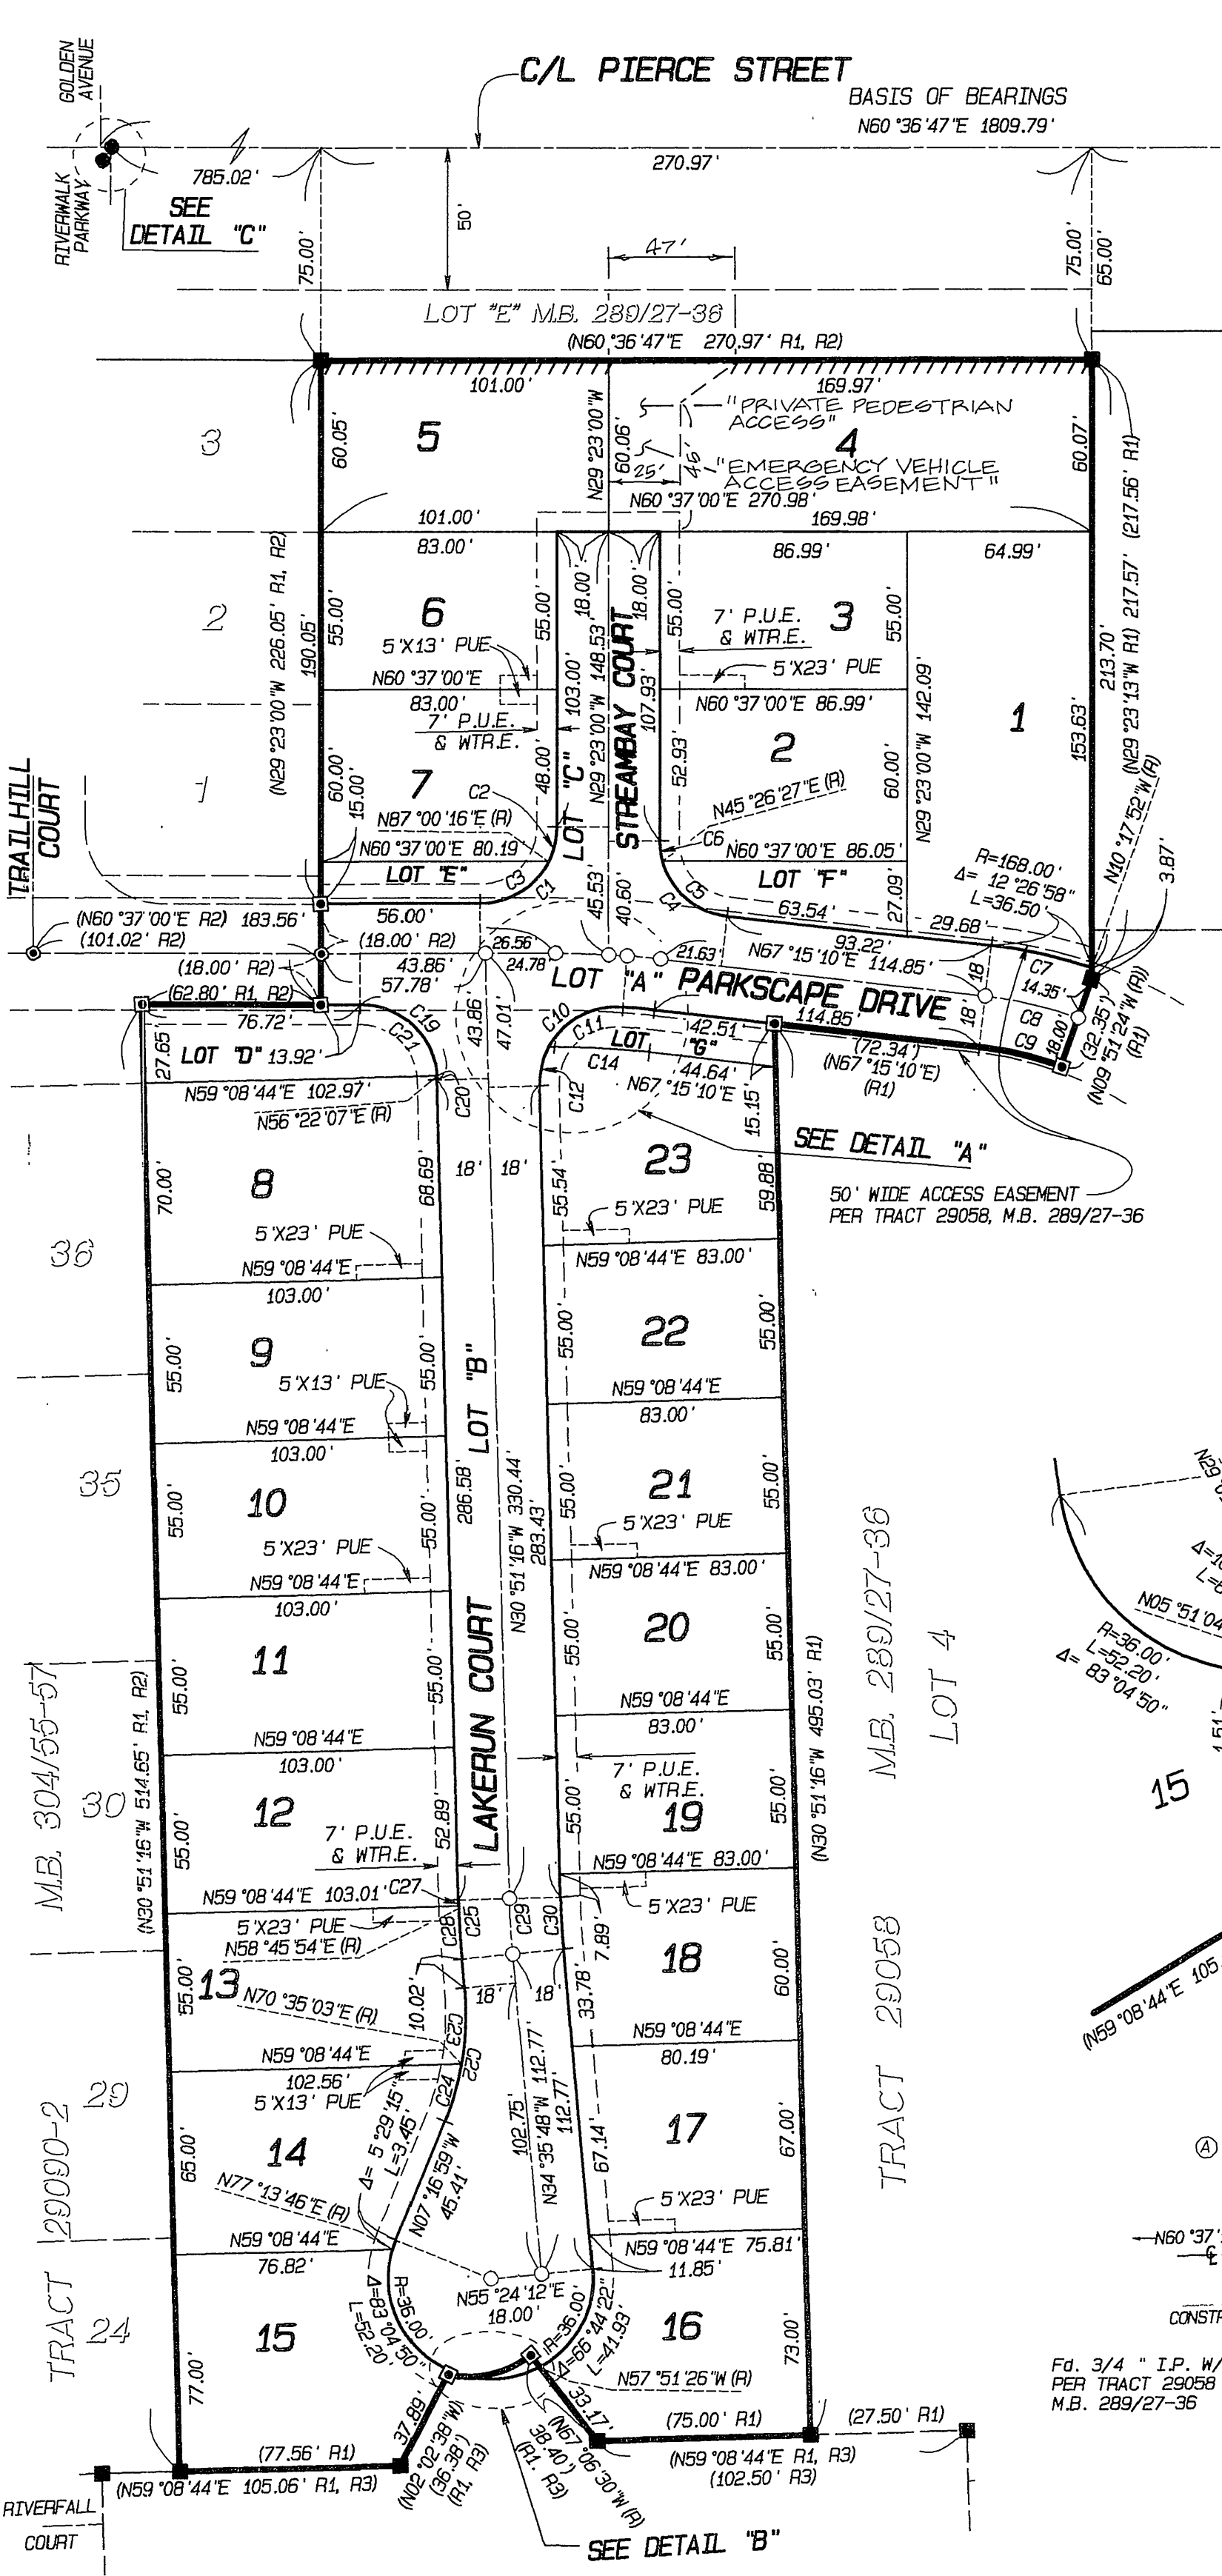 C/L PIERCE STREET
BASIS OF BEARINGS
N60°36'47"E 1809.79'
GOLDEN
AVENUE
RIVERWALK
PARKWAY
785.02'
270.97'
SEE
DETAIL "C"
75.00'
50'
47'
75.00'
65.00'
LOT "E" M.B. 289/27-36
(N60°36'47"E 270.97' R1, R2)
101.00'
169.97'
"PRIVATE PEDESTRIAN
ACCESS"
3
60.05'
5
N29°23'00"W
60.06'
4
60.07'
25'
45'
"EMERGENCY VEHICLE
ACCESS EASEMENT"
N60°37'00"E 270.98'
101.00'
169.98'
83.00'
86.99'
64.99'
(N29°23'00"W 226.05' R1, R2)
190.05'
2
55.00'
6
5'X13' PUE
55.00'
18.00'
18.00'
55.00'
7' P.U.E.
& WTR.E.
3
55.00'
5'X23' PUE
N60°37'00"E
83.00'
7' P.U.E.
& WTR.E.
103.00'
N29°23'00"W 148.53'
STREAMBAY COURT
107.93'
N60°37'00"E 86.99'
N29°23'00"W 142.09'
1
153.63'
213.70'
(N29°23'13"W R1) 217.57' (217.56' R1)
1
60.00'
15.00'
7
C2
48.00'
LOT "C"
52.93'
2
60.00'
N45°26'27"E (R)
N87°00'16"E (R)
C6
N10°17'52"W (R)
3.87'
TRAILHILL
COURT
N60°37'00"E 80.19
LOT "E"
C3
C1
N60°37'00"E 86.05'
LOT "F"
R=168.00'
Δ= 12°26'58"
L=36.50'
C4
C5
63.54'
27.09'
29.68'
(N60°37'00"E R2) 183.56'
(101.02' R2)
56.00'
(18.00' R2)
45.53'
40.60'
26.56
24.78
21.63'
93.22'
N67°15'10"E 114.85'
18'
18'
C7
14.35'
C8
C9
18.00'
(32.35')
(N09°51'24"W (R))
(R1)
(18.00' R2)
(62.80' R1, R2)
43.86'
57.78'
LOT "A" PARKSCAPE DRIVE
76.72'
27.65'
LOT "D" 13.92'
C19
C21
43.86'
47.01'
C10
C11
LOT "G"
42.51'
114.85'
(72.34')
(N67°15'10"E)
(R1)
C14
44.64'
N67°15'10"E
C12
15.15'
N59°08'44"E 102.97
N56°22'07"E (R)
C20
SEE DETAIL "A"
50' WIDE ACCESS EASEMENT
PER TRACT 29058, M.B. 289/27-36
8
70.00'
68.69'
18' 18'
55.54'
23
59.88'
5'X23' PUE
5'X23' PUE
36
N59°08'44"E
103.00'
N59°08'44"E 83.00'
9
55.00'
5'X13' PUE
55.00'
LOT "B"
55.00'
22
55.00'
N59°08'44"E
103.00'
N59°08'44"E
83.00'
35
10
55.00'
55.00'
286.58'
N30°51'16"W 330.44'
283.43'
55.00'
21
55.00'
5'X23' PUE
5'X23' PUE
N59°08'44"E
103.00'
N59°08'44"E 83.00'
M.B. 289/27-36
LOT 4
R=36.00'
L=52.20'
Δ= 83°04'50"
15
11
55.00'
55.00'
LAKERUN COURT
55.00'
20
55.00'
(N30°51'16"W 495.03' R1)
M.B. 304/55-57
(N30°51'16"W 514.65' R1, R2)
N59°08'44"E
103.00'
N59°08'44"E
83.00'
30
12
55.00'
52.89'
7' P.U.E.
& WTR.E.
7' P.U.E.
& WTR.E.
55.00'
19
55.00'
N59°08'44"E 103.01'
C27
N59°08'44"E 83.00'
5'X23' PUE
5'X23' PUE
N58°45'54"E (R)
C28
C25
C29
C30
7.89'
13
55.00'
N70°35'03"E (R)
10.02'
18'
18'
33.78'
18
60.00'
TRACT 29058
(N59°08'44"E 105.
C23
C22
C24
N59°08'44"E
102.56'
5'X13' PUE
N59°08'44"E
80.19'
29
TRACT 29090-2
14
65.00'
Δ= 5°29'15"
L=3.45'
N07°16'59"W
45.41'
102.75'
N34°35'48"W 112.77'
112.77'
67.14'
17
67.00'
5'X23' PUE
N77°13'46"E (R)
N59°08'44"E
76.82'
N59°08'44"E 75.81'
11.85'
N55°24'12"E
18.00'
24
15
77.00'
R=36.00'
Δ=83°04'50"
L=52.20'
R=36.00'
Δ=66°44'22"
L=41.93'
16
73.00'
N57°51'26"W (R)
37.89'
33.17'
(77.56' R1)
(N59°08'44"E 105.06' R1, R3)
(N02°02'38"W)
(36.38')
(R1, R3)
(N67°06'30"W (R)
38.40')
(R1, R3)
(75.00' R1)
(27.50' R1)
(N59°08'44"E R1, R3)
(102.50' R3)
RIVERFALL
COURT
SEE DETAIL "B"
A
N60°37'
CONSTR
Fd. 3/4" I.P. W/
PER TRACT 29058
M.B. 289/27-36